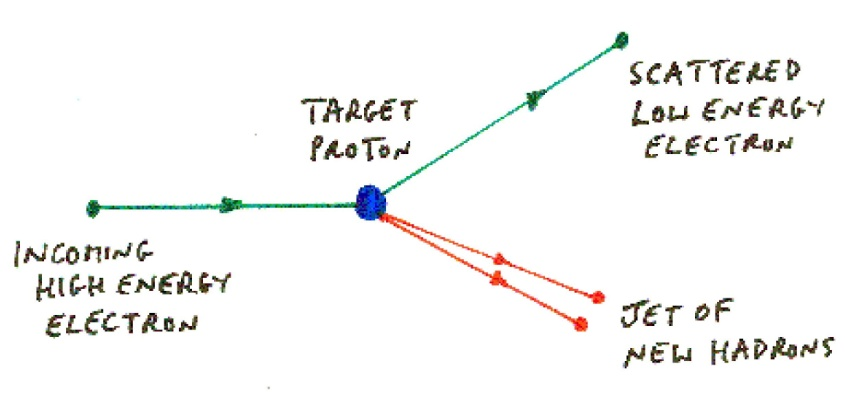 TARGET
PROTON
SCATTERED
LOW ENERGY
ELECTRON
INCOMING
HIGH ENERGY
ELECTRON
JET OF
NEW HADRONS